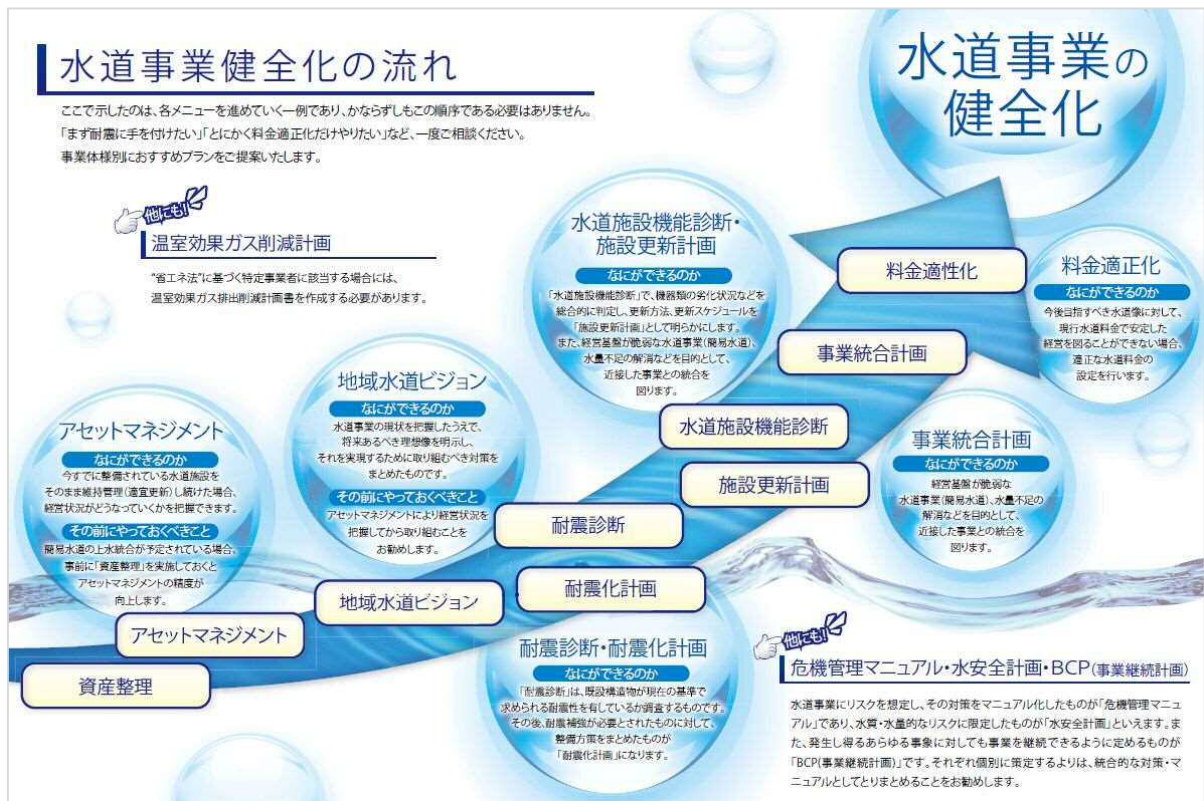 水道事業健全化の流れ
ここで示したのは、各メニューを進めていく一例であり、かならずしもこの順序である必要はありません。
「まず耐震に手を付けたい」「とにかく料金適正化だけやりたい」など、一度ご相談ください。
事業体様別におすすめプランをご提案いたします。
水道事業の
健全化
他にも!
温室効果ガス削減計画
“省エネ法”に基づく特定事業者に該当する場合には、
温室効果ガス排出削減計画書を作成する必要があります。
水道施設機能診断・
施設更新計画
なにができるのか
「水道施設機能診断」で、機器類の劣化状況などを
総合的に判定し、更新方法、更新スケジュールを
「施設更新計画」として明らかにします。
また、経営基盤が脆弱な水道事業(簡易水道)、
水量不足の解消などを目的として、
近接した事業との統合を
図ります。
料金適性化
料金適正化
なにができるのか
今後目指すべき水道像に対して、
現行水道料金で安定した
経営を図ることができない場合、
適正な水道料金の
設定を行います。
事業統合計画
地域水道ビジョン
なにができるのか
水道事業の現状を把握したうえで、
将来あるべき理想像を明示し、
それを実現するために取り組むべき対策を
まとめたものです。
その前にやっておくべきこと
アセットマネジメントにより経営状況を
把握してから取り組むことを
お勧めします。
アセットマネジメント
なにができるのか
今すでに整備されている水道施設を
そのまま維持管理(適宜更新)し続けた場合、
経営状況がどうなっていくかを把握できます。
その前にやっておくべきこと
簡易水道の上水統合が予定されている場合、
事前に「資産整理」を実施しておくと
アセットマネジメントの精度が
向上します。
水道施設機能診断
施設更新計画
事業統合計画
なにができるのか
経営基盤が脆弱な
水道事業(簡易水道)、水量不足の
解消などを目的として、
近接した事業との統合を
図ります。
耐震診断
耐震化計画
地域水道ビジョン
アセットマネジメント
資産整理
耐震診断・耐震化計画
なにができるのか
「耐震診断」は、既設構造物が現在の基準で
求められる耐震性を有しているか調査するものです。
その後、耐震補強が必要とされたものに対して、
整備方策をまとめたものが
「耐震化計画」になります。
他にも!
危機管理マニュアル・水安全計画・BCP(事業継続計画)
水道事業にリスクを想定し、その対策をマニュアル化したものが「危機管理マニュ
アル」であり、水質・水量的なリスクに限定したものが「水安全計画」といえます。ま
た、発生し得るあらゆる事象に対しても事業を継続できるように定めるものが
「BCP(事業継続計画)」です。それぞれ個別に策定するよりは、統合的な対策・マ
ニュアルとしてとりまとめることをお勧めします。